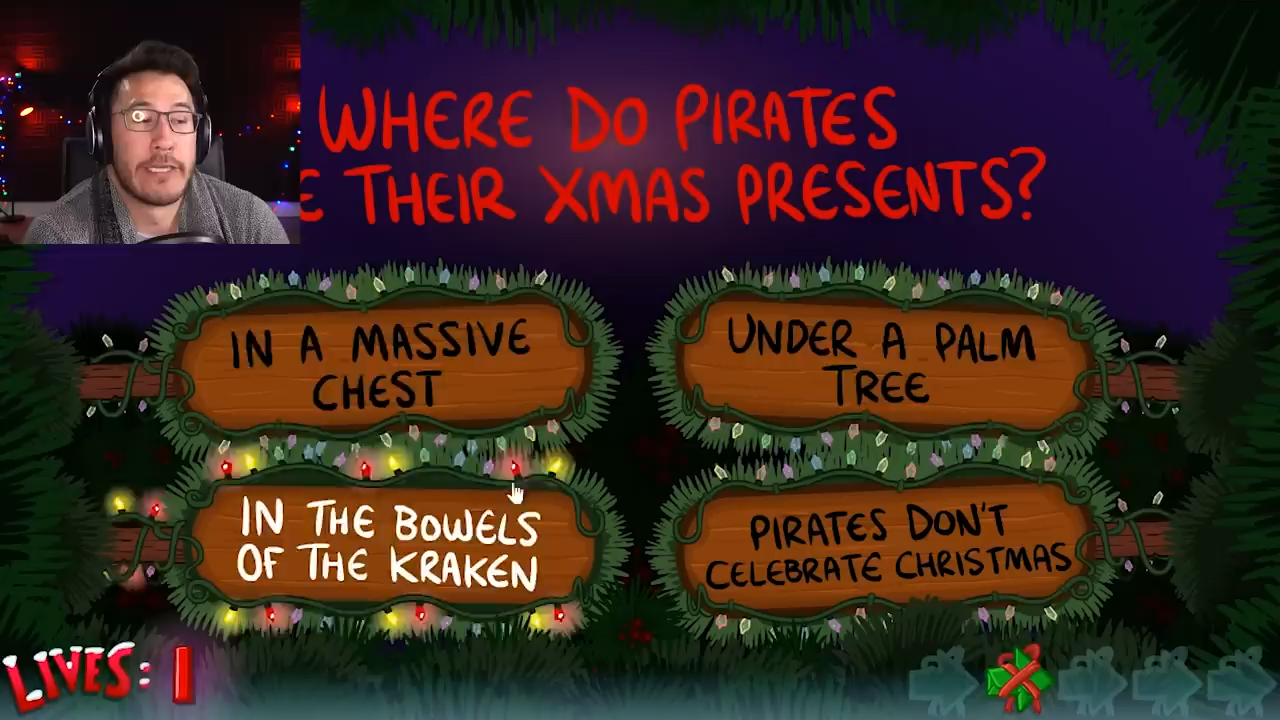 WHERE DO PIRATES
THEIR XMAS PRESENTS?
IN A MASSIVE
CHEST
UNDER A PALM
TREE
IN THE BOWELS
OF THE KRAKEN
PIRATES DON'T
CELEBRATE CHRISTMAS
LIVES: 1